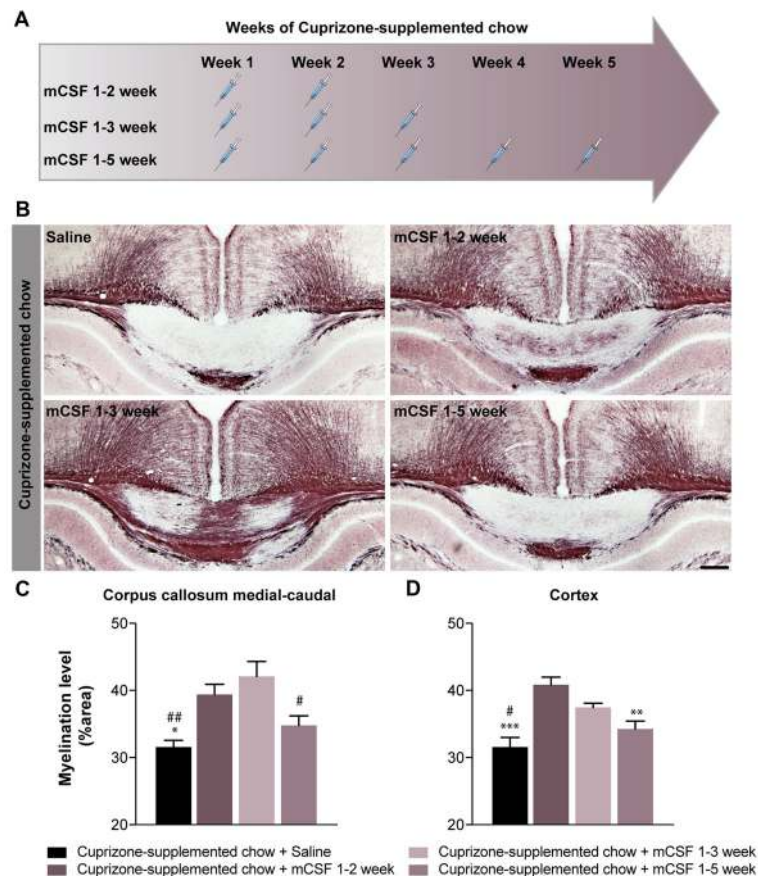 A
Weeks of Cuprizone-supplemented chow
Week 1 Week 2 Week 3 Week 4 Week 5
mCSF 1-2 week
mCSF 1-3 week
mCSF 1-5 week
B
Cuprizone-supplemented chow
Saline
mCSF 1-2 week
mCSF 1-3 week
mCSF 1-5 week
C
Corpus callosum medial-caudal
Myelination level
(%area)
50
40
30
20
##
*
#
D
Cortex
50
40
30
20
#
***
**
Cuprizone-supplemented chow + Saline
Cuprizone-supplemented chow + mCSF 1-2 week
Cuprizone-supplemented chow + mCSF 1-3 week
Cuprizone-supplemented chow + mCSF 1-5 week